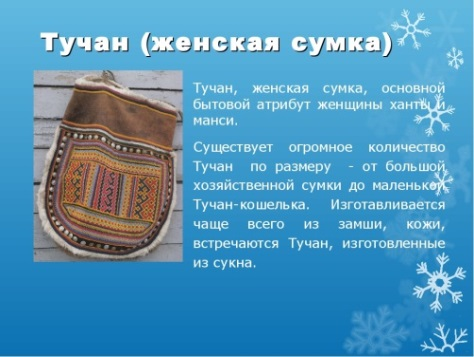 Тучан (женская сумка)
Тучан, женская сумка, основной
бытовой атрибут женщины ханты и
манси.
Существует огромное количество
Тучан по размеру - от большой
хозяйственной сумки до маленькой
Тучан-кошелька. Изготавливается
чаще всего из замши, кожи,
встречаются Тучан, изготовленные
из сукна.